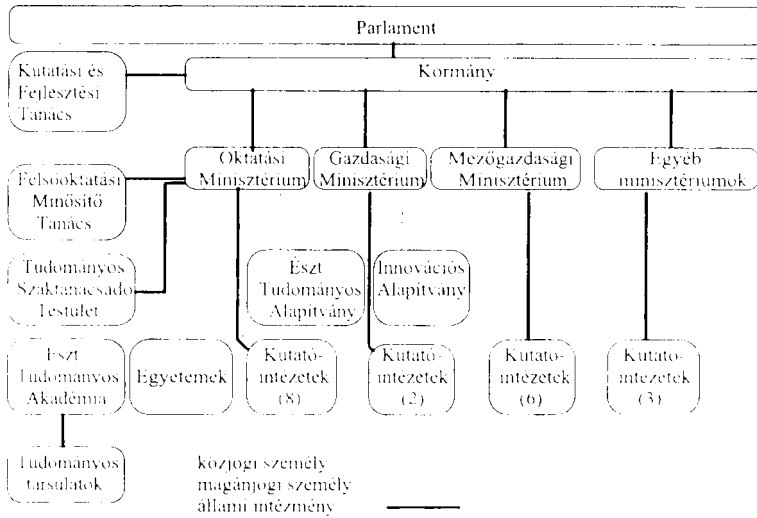 Parlament
Kutatási és
Fejlesztési
Tanács
Kormány
Felsőoktatási
Minősítő
Tanács
Oktatási
Minisztérium
Gazdasági
Minisztérium
Mezőgazdasági
Minisztérium
Egyéb
minisztériumok
Tudományos
Szaktanácsadó
Testület
Észt
Tudományos
Alapítvány
Innovációs
Alapítvány
Észt
Tudományos
Akadémia
Egyetemek
Kutató-
intézetek
(8)
Kutató-
intézetek
(2)
Kutató-
intézetek
(6)
Kutató-
intézetek
(3)
Tudományos
társulatok
közjogi személy
magánjogi személy
állami intézmény